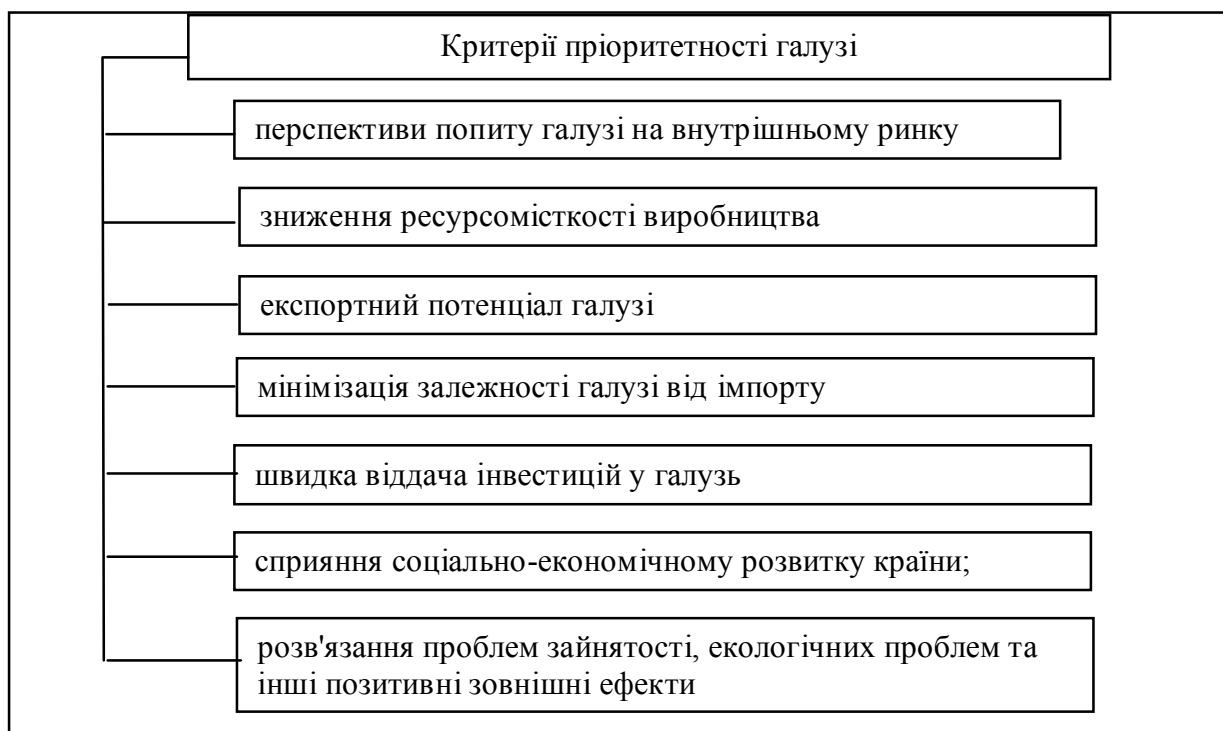 Критерії пріоритетності галузі
перспективи попиту галузі на внутрішньому ринку
зниження ресурсомісткості виробництва
експортний потенціал галузі
мінімізація залежності галузі від імпорту
швидка віддача інвестицій у галузь
сприяння соціально-економічному розвитку країни;
розв'язання проблем зайнятості, екологічних проблем та
інші позитивні зовнішні ефекти